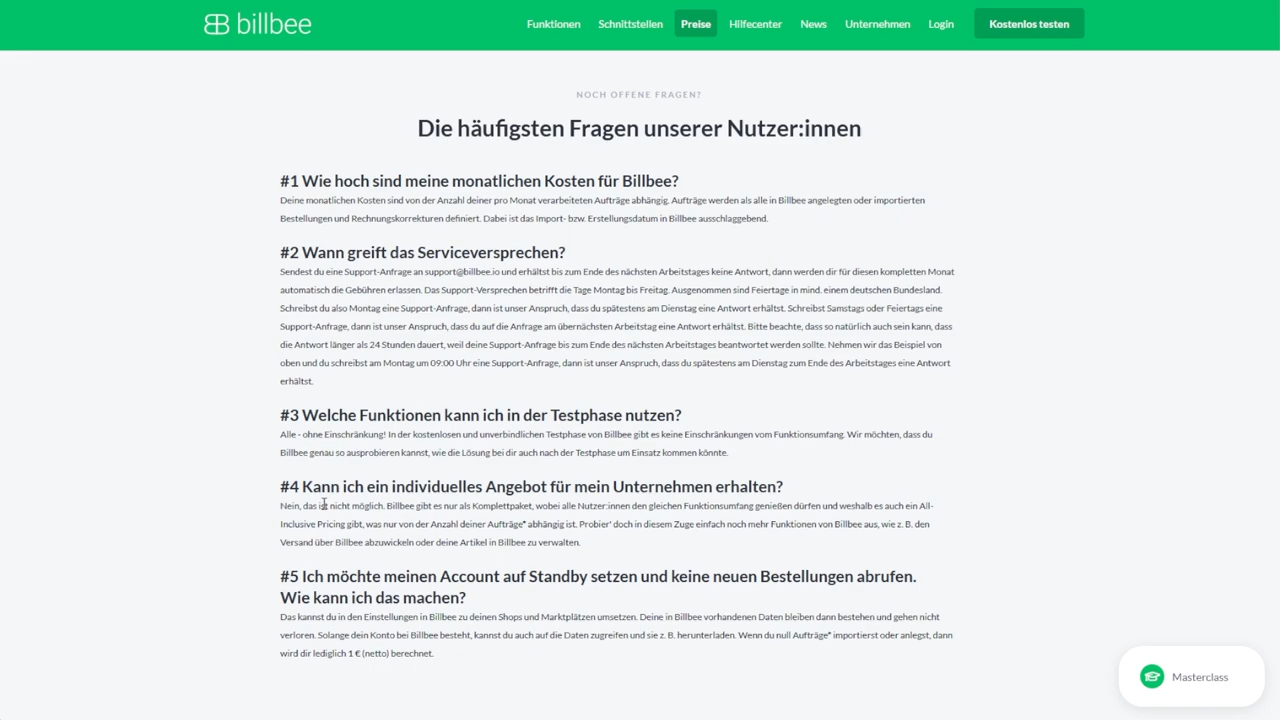 billbee
Funktionen Schnittstellen Preise Hilfecenter News Unternehmen Login Kostenlos testen
NOCH OFFENE FRAGEN?
Die häufigsten Fragen unserer Nutzer:innen
#1 Wie hoch sind meine monatlichen Kosten für Billbee?
Deine monatlichen Kosten sind von der Anzahl deiner pro Monat verarbeiteten Aufträge abhängig. Aufträge werden als alle in Billbee angelegten oder importierten
Bestellungen und Rechnungskorrekturen definiert. Dabei ist das Import- bzw. Erstellungsdatum in Billbee ausschlaggebend.
#2 Wann greift das Serviceversprechen?
Sendest du eine Support-Anfrage an support@billbee.io und erhältst bis zum Ende des nächsten Arbeitstages keine Antwort, dann werden dir für diesen kompletten Monat
automatisch die Gebühren erlassen. Das Support-Versprechen betrifft die Tage Montag bis Freitag. Ausgenommen sind Feiertage in mind. einem deutschen Bundesland.
Schreibst du also Montag eine Support-Anfrage, dann ist unser Anspruch, dass du spätestens am Dienstag eine Antwort erhältst. Schreibst Samstags oder Feiertags eine
Support-Anfrage, dann ist unser Anspruch, dass du auf die Anfrage am übernächsten Arbeitstag eine Antwort erhältst. Bitte beachte, dass so natürlich auch sein kann, dass
die Antwort länger als 24 Stunden dauert, weil deine Support-Anfrage bis zum Ende des nächsten Arbeitstages beantwortet werden sollte. Nehmen wir das Beispiel von
oben und du schreibst am Montag um 09:00 Uhr eine Support-Anfrage, dann ist unser Anspruch, dass du spätestens am Dienstag zum Ende des Arbeitstages eine Antwort
erhältst.
#3 Welche Funktionen kann ich in der Testphase nutzen?
Alle - ohne Einschränkung! In der kostenlosen und unverbindlichen Testphase von Billbee gibt es keine Einschränkungen vom Funktionsumfang. Wir möchten, dass du
Billbee genau so ausprobieren kannst, wie die Lösung bei dir auch nach der Testphase um Einsatz kommen könnte.
#4 Kann ich ein individuelles Angebot für mein Unternehmen erhalten?
Nein, das ist nicht möglich. Billbee gibt es nur als Komplettpaket, wobei alle Nutzer:innen den gleichen Funktionsumfang genießen dürfen und weshalb es auch ein All-
Inclusive Pricing gibt, was nur von der Anzahl deiner Aufträge* abhängig ist. Probier' doch in diesem Zuge einfach noch mehr Funktionen von Billbee aus, wie z. B. den
Versand über Billbee abzuwickeln oder deine Artikel in Billbee zu verwalten.
#5 Ich möchte meinen Account auf Standby setzen und keine neuen Bestellungen abrufen.
Wie kann ich das machen?
Das kannst du in den Einstellungen in Billbee zu deinen Shops und Marktplätzen umsetzen. Deine in Billbee vorhandenen Daten bleiben dann bestehen und gehen nicht
verloren. Solange dein Konto bei Billbee besteht, kannst du auch auf die Daten zugreifen und sie z. B. herunterladen. Wenn du null Aufträge* importierst oder anlegst, dann
wird dir lediglich 1 € (netto) berechnet.
Masterclass